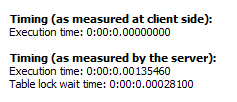 Timing (as measured at client side):
Execution time: 0:00:0.00000000
Timing (as measured by the server):
Execution time: 0:00:0.00135460
Table lock wait time: 0:00:0.00028100